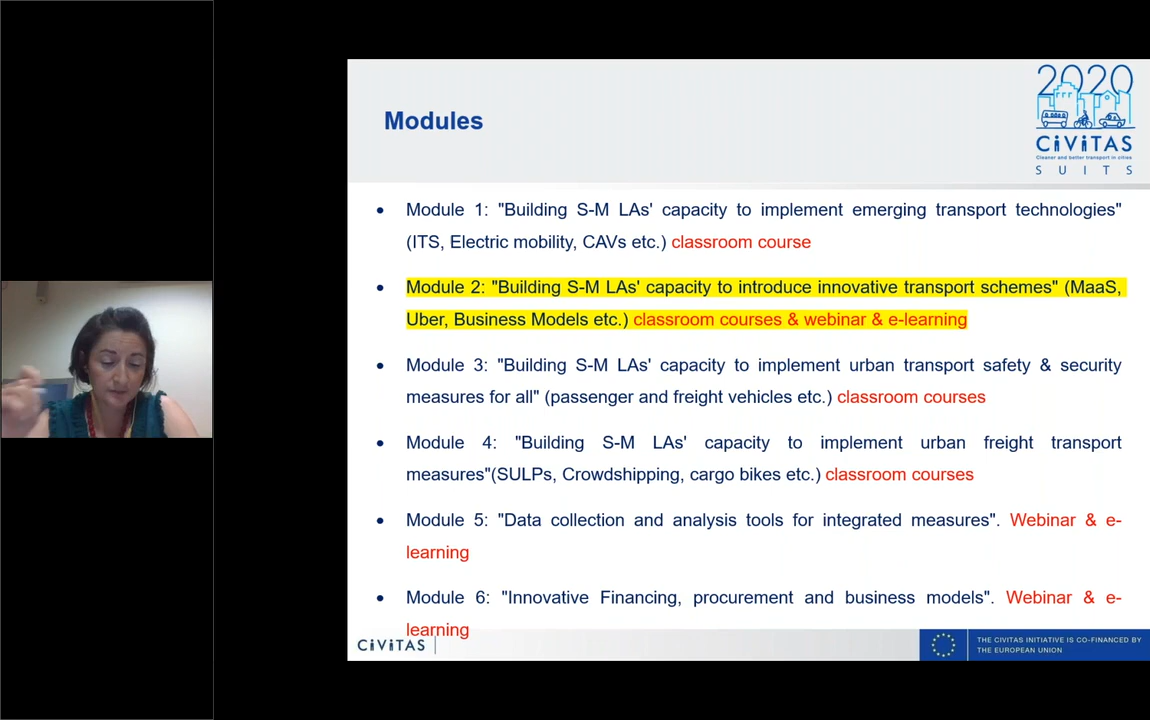 2020
CiViTAS
Cleaner and better transport in cities
S U I T S
Modules
• Module 1: "Building S-M LAs' capacity to implement emerging transport technologies"
(ITS, Electric mobility, CAVs etc.) classroom course
• Module 2: "Building S-M LAs' capacity to introduce innovative transport schemes" (MaaS,
Uber, Business Models etc.) classroom courses & webinar & e-learning
• Module 3: "Building S-M LAs' capacity to implement urban transport safety & security
measures for all" (passenger and freight vehicles etc.) classroom courses
• Module 4: "Building S-M LAs' capacity to implement urban freight transport
measures"(SULPs, Crowdshipping, cargo bikes etc.) classroom courses
• Module 5: "Data collection and analysis tools for integrated measures". Webinar & e-
learning
• Module 6: "Innovative Financing, procurement and business models". Webinar & e-
learning
CiViTAS
THE CIVITAS INITIATIVE IS CO-FINANCED BY
THE EUROPEAN UNION